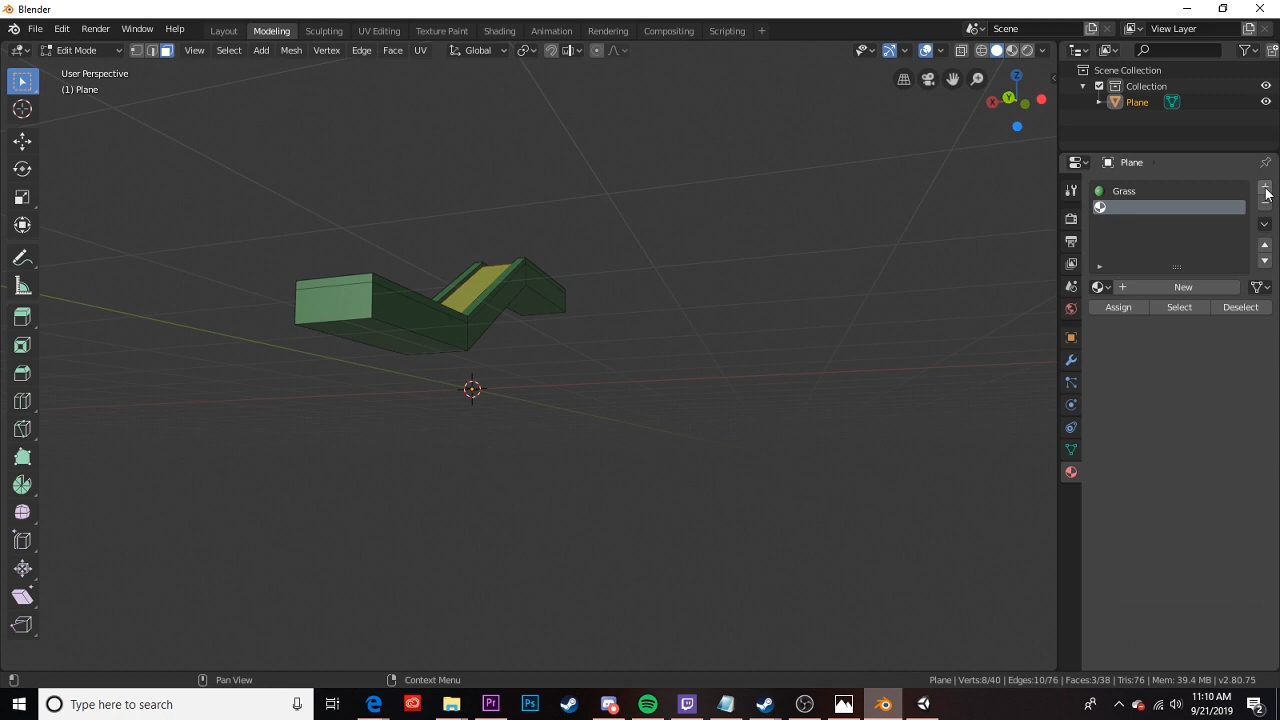 Blender
File Edit Render Window Help Layout Modeling Sculpting UV Editing Texture Paint Shading Animation Rendering Compositing Scripting + Scene View Layer
Edit Mode View Select Add Mesh Vertex Edge Face UV Global
User Perspective
(1) Plane
Scene Collection
Collection
Plane
Plane
Grass
New
Assign Select Deselect
X Y Z
Pan View Context Menu Plane | Verts:8/40 | Edges:10/76 | Faces:3/38 | Tris:76 | Mem: 39.4 MB | v2.80.75
Type here to search
11:10 AM
9/21/2019
2